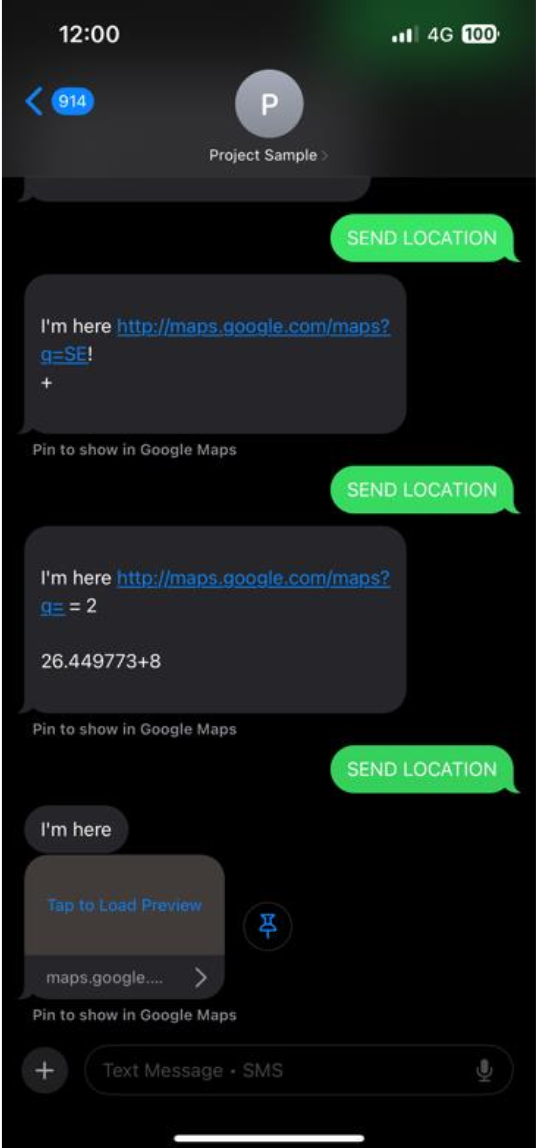 12:00
4G 100
914
P
Project Sample
SEND LOCATION
I'm here http://maps.google.com/maps?
q=SE!
+
Pin to show in Google Maps
SEND LOCATION
I'm here http://maps.google.com/maps?
q= = 2
26.449773+8
Pin to show in Google Maps
SEND LOCATION
I'm here
Tap to Load Preview
maps.google....
Pin to show in Google Maps
+
Text Message • SMS